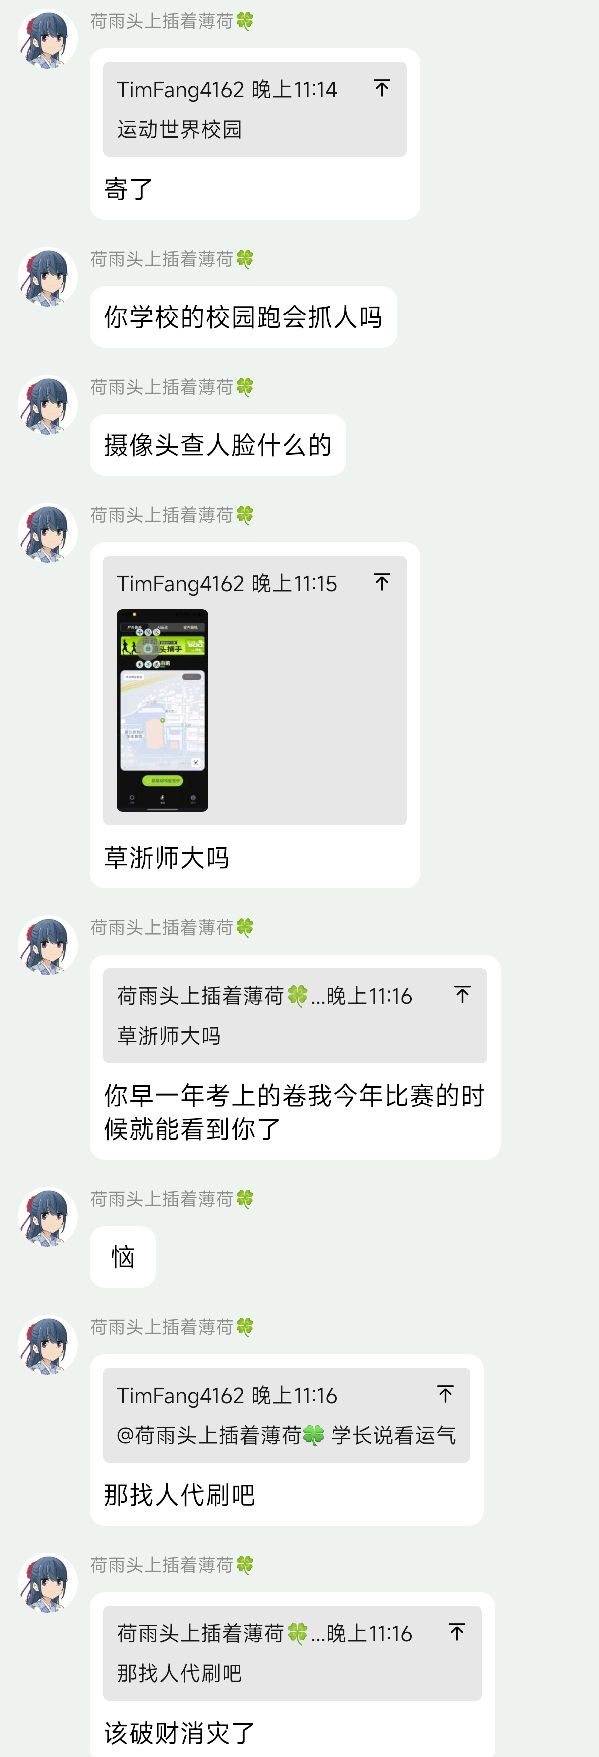 荷雨头上插着薄荷🍀
TimFang4162 晚上11:14
运动世界校园
寄了
荷雨头上插着薄荷🍀
你学校的校园跑会抓人吗
荷雨头上插着薄荷🍀
摄像头查人脸什么的
荷雨头上插着薄荷🍀
TimFang4162 晚上11:15
草浙师大吗
荷雨头上插着薄荷🍀
荷雨头上插着薄荷🍀...晚上11:16
草浙师大吗
你早一年考上的卷我今年比赛的时
候就能看到你了
荷雨头上插着薄荷🍀
恼
荷雨头上插着薄荷🍀
TimFang4162 晚上11:16
@荷雨头上插着薄荷🍀 学长说看运气
那找人代刷吧
荷雨头上插着薄荷🍀
荷雨头上插着薄荷🍀...晚上11:16
那找人代刷吧
该破财消灾了